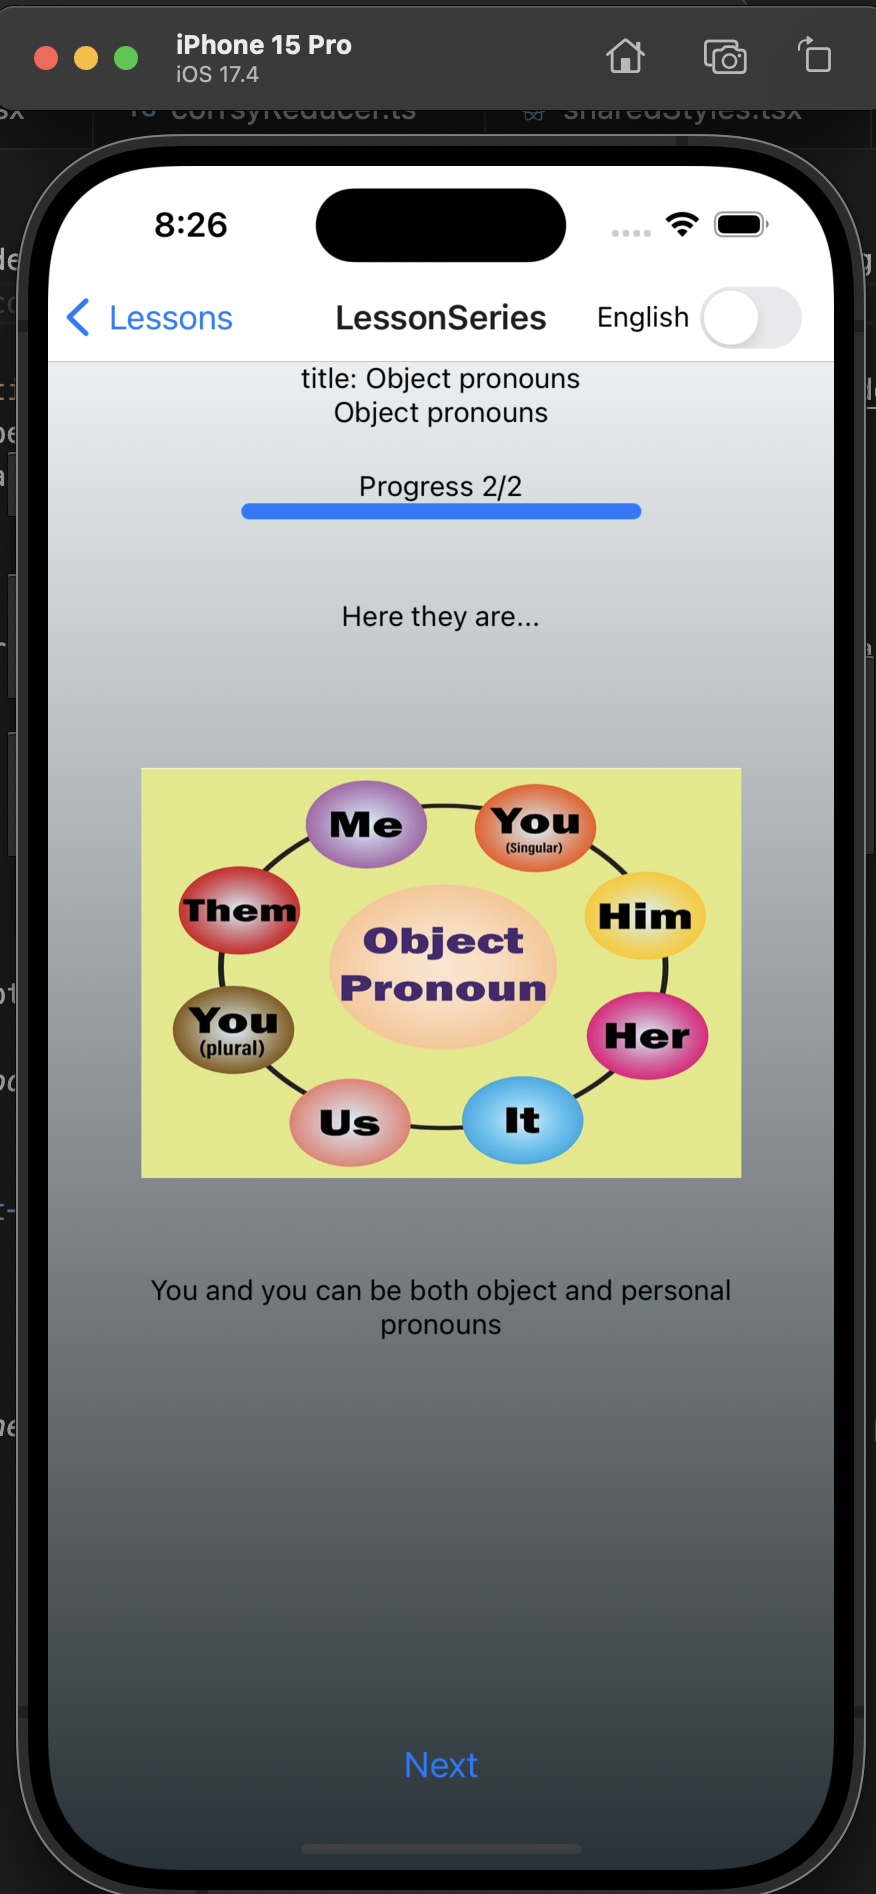 iPhone 15 Pro
iOS 17.4
sharedStyles.tsx
8:26
Lessons
LessonSeries
English
title: Object pronouns
Object pronouns
Progress 2/2
Here they are...
Me
You
(Singular)
Them
Him
Object
Pronoun
You
(plural)
Her
Us
It
You and you can be both object and personal
pronouns
Next